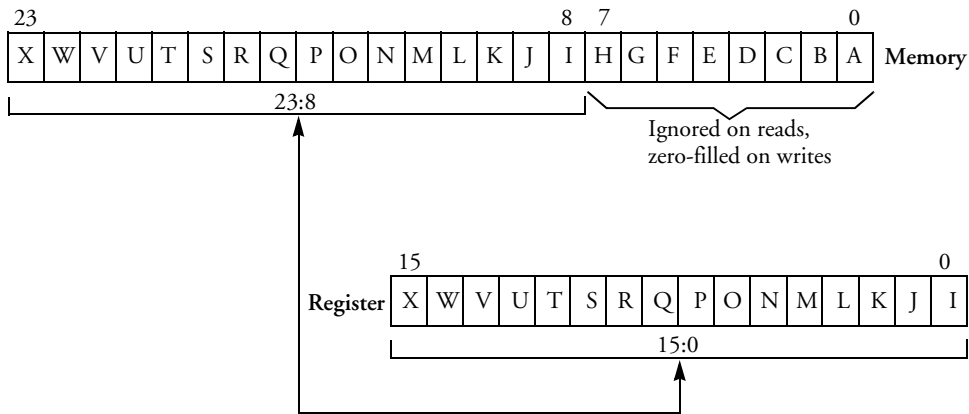 23 8 7 0
X W V U T S R Q P O N M L K J I H G F E D C B A Memory
23:8
Ignored on reads,
zero-filled on writes
15 0
Register X W V U T S R Q P O N M L K J I
15:0